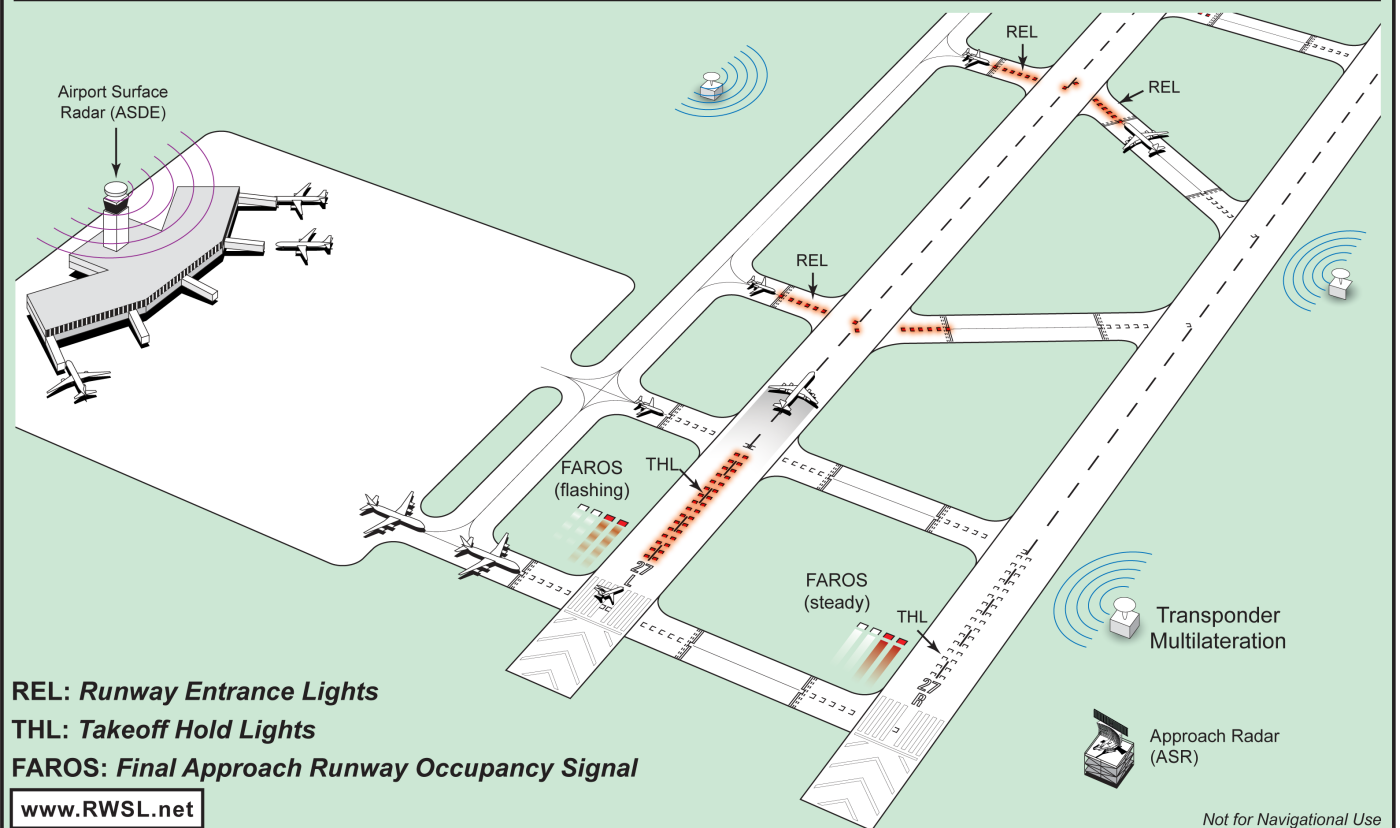 REL
REL
Airport Surface
Radar (ASDE)
REL
FAROS
(flashing)
THL
27
L
FAROS
(steady)
THL
27
R
Transponder
Multilateration
REL: Runway Entrance Lights
THL: Takeoff Hold Lights
FAROS: Final Approach Runway Occupancy Signal
www.RWSL.net
Approach Radar
(ASR)
Not for Navigational Use